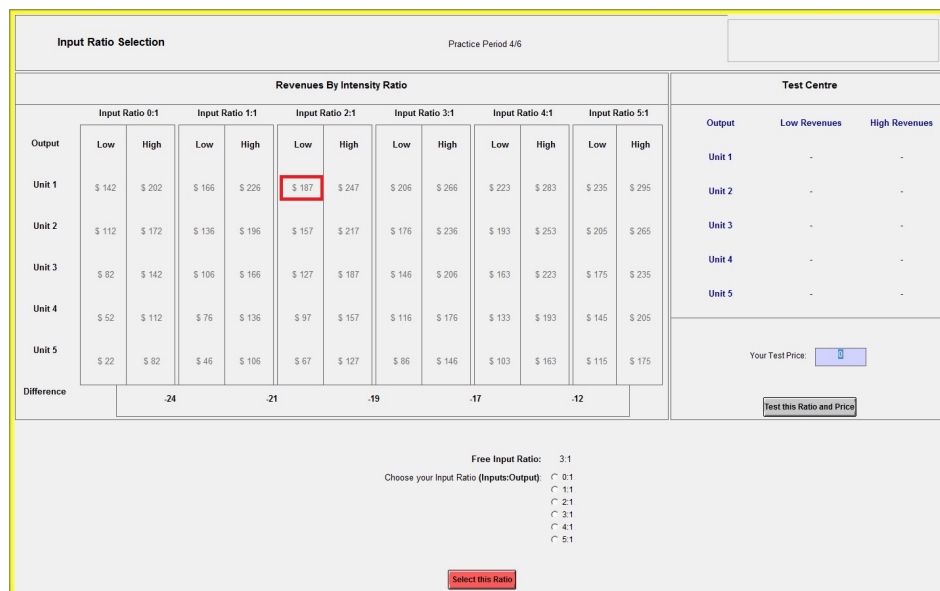 Input Ratio Selection
Practice Period 4/6
Revenues By Intensity Ratio
Input Ratio 0:1 Input Ratio 1:1 Input Ratio 2:1 Input Ratio 3:1 Input Ratio 4:1 Input Ratio 5:1
Output Low High Low High Low High Low High Low High Low High
Unit 1 $ 142 $ 202 $ 166 $ 226 $ 187 $ 247 $ 206 $ 266 $ 223 $ 283 $ 235 $ 295
Unit 2 $ 112 $ 172 $ 136 $ 196 $ 157 $ 217 $ 176 $ 236 $ 193 $ 253 $ 205 $ 265
Unit 3 $ 82 $ 142 $ 106 $ 166 $ 127 $ 187 $ 146 $ 206 $ 163 $ 223 $ 175 $ 235
Unit 4 $ 52 $ 112 $ 76 $ 136 $ 97 $ 157 $ 116 $ 176 $ 133 $ 193 $ 145 $ 205
Unit 5 $ 22 $ 82 $ 46 $ 106 $ 67 $ 127 $ 86 $ 146 $ 103 $ 163 $ 115 $ 175
Difference -24 -21 -19 -17 -12
Test Centre
Output Low Revenues High Revenues
Unit 1 - -
Unit 2 - -
Unit 3 - -
Unit 4 - -
Unit 5 - -
Your Test Price: 0
Test this Ratio and Price
Free Input Ratio: 3:1
Choose your Input Ratio (Inputs:Output): 0:1
1:1
2:1
3:1
4:1
5:1
Select this Ratio